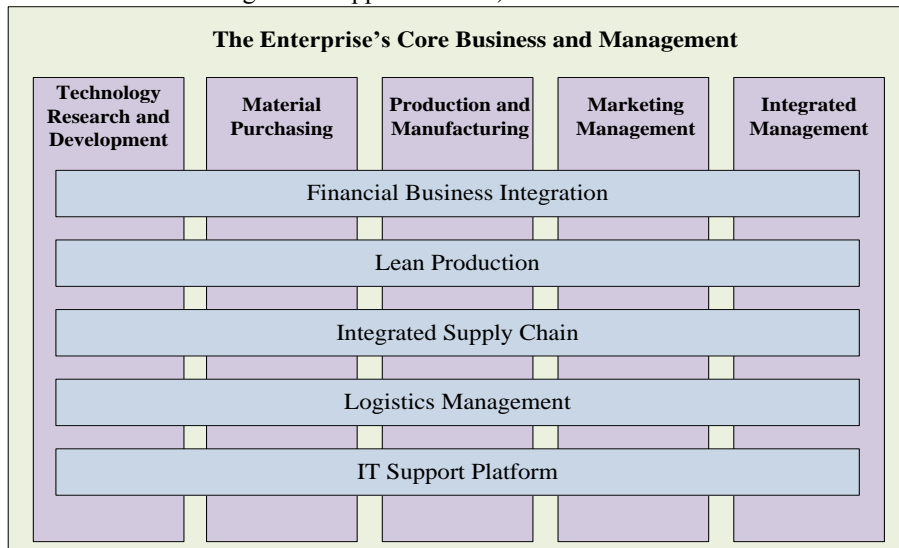 The Enterprise's Core Business and Management
Technology
Research and
Development
Material
Purchasing
Production and
Manufacturing
Marketing
Management
Integrated
Management
Financial Business Integration
Lean Production
Integrated Supply Chain
Logistics Management
IT Support Platform